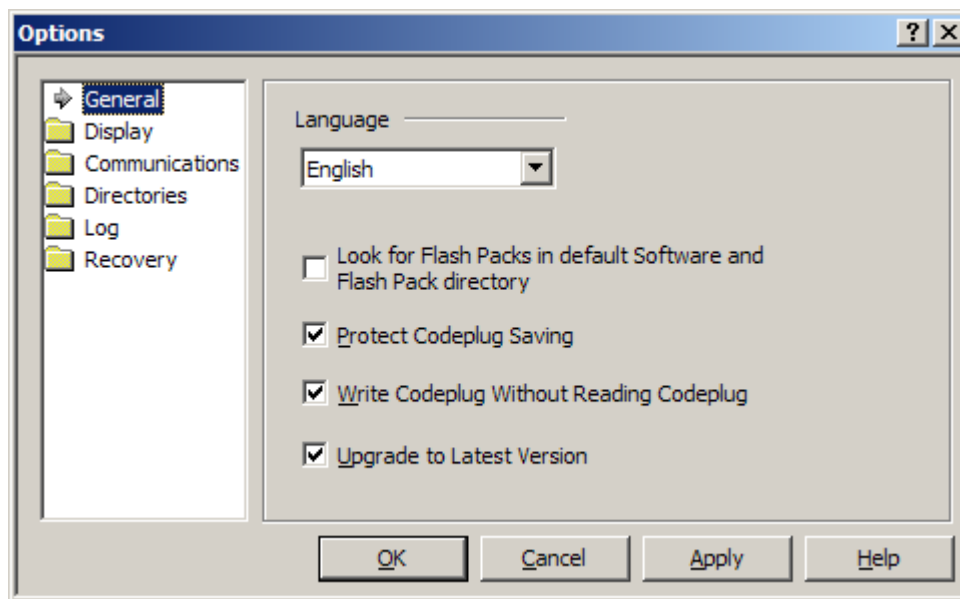 Options
General
Display
Communications
Directories
Log
Recovery
Language
English
Look for Flash Packs in default Software and
Flash Pack directory
Protect Codeplug Saving
Write Codeplug Without Reading Codeplug
Upgrade to Latest Version
OK
Cancel
Apply
Help